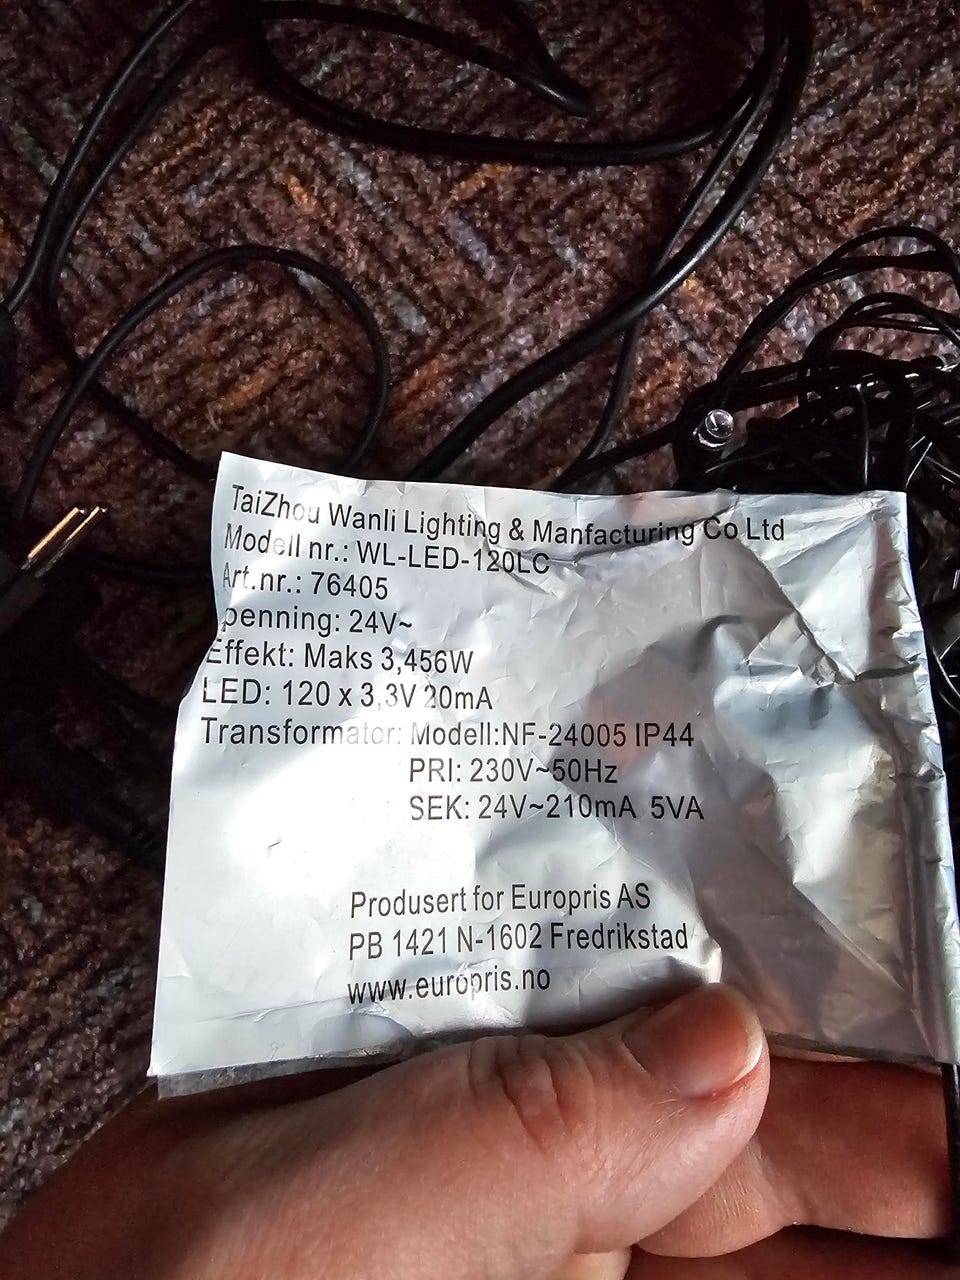 TaiZhou Wanli Lighting & Manfacturing Co Ltd
Modell nr.: WL-LED-120LC
Art.nr.: 76405
penning: 24V~
Effekt: Maks 3,456W
LED: 120 x 3,3V 20mA
Transformator: Modell:NF-24005 IP44
PRI: 230V~50Hz
SEK: 24V~210mA 5VA
Produsert for Europris AS
PB 1421 N-1602 Fredrikstad
www.europris.no